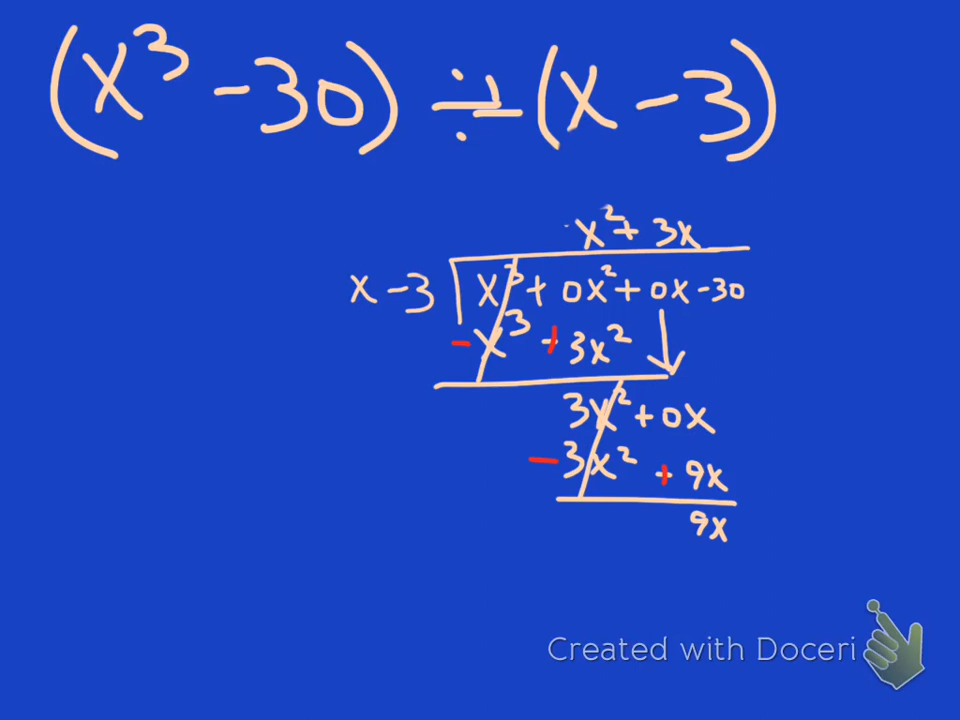 (x³ - 30) ÷ (x - 3)
x² + 3x
x - 3 x³ + 0x² + 0x - 30
- x³ + 3x²
3x² + 0x
- 3x² + 9x
9x
Created with Doceri